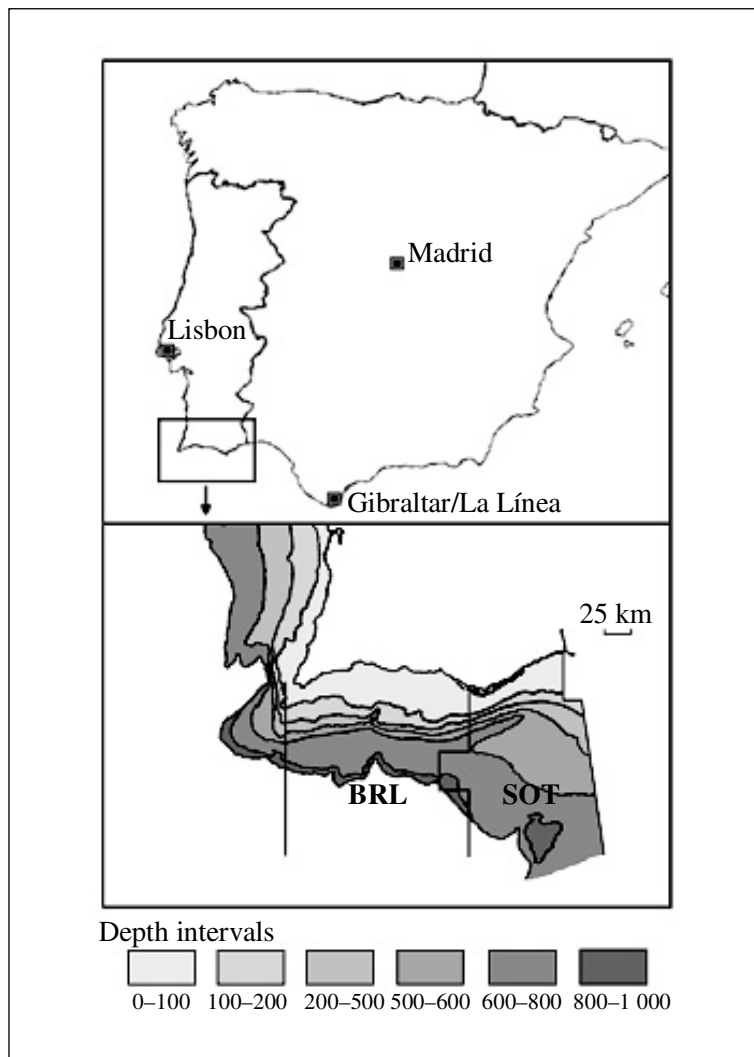 Madrid
Lisbon
Gibraltar/La Línea
25 km
BRL SOT
Depth intervals
0–100 100–200 200–500 500–600 600–800 800–1 000